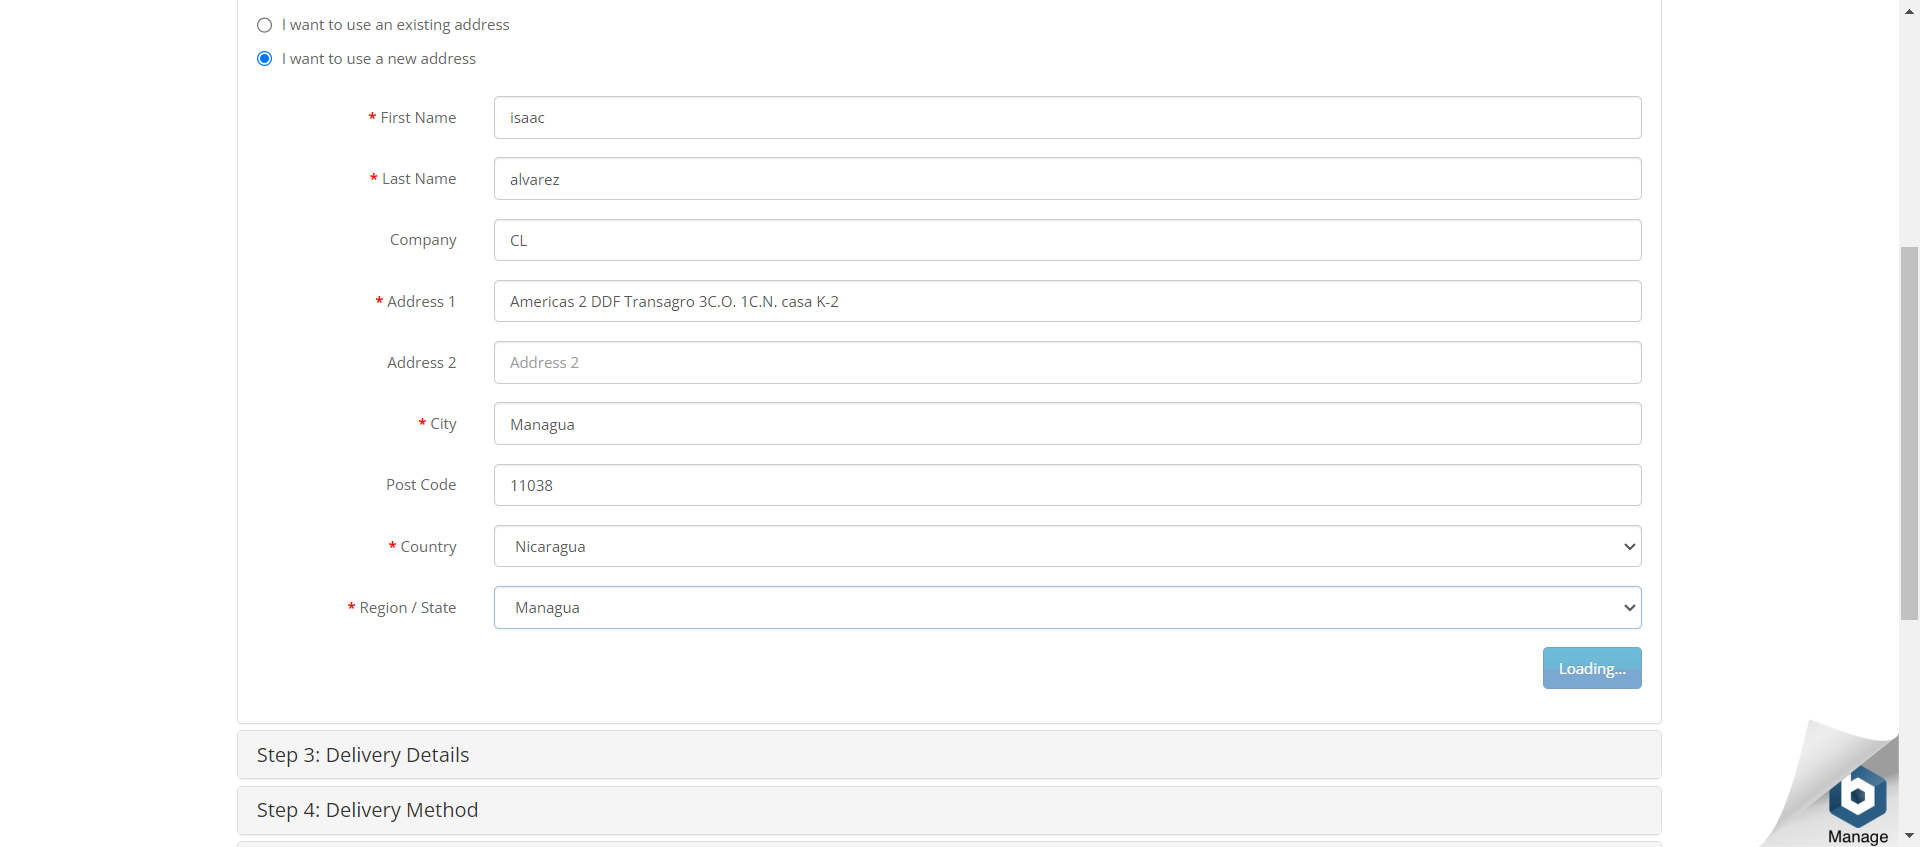 I want to use an existing address
I want to use a new address
* First Name
isaac
* Last Name
alvarez
Company
CL
* Address 1
Americas 2 DDF Transagro 3C.O. 1C.N. casa K-2
Address 2
Address 2
* City
Managua
Post Code
11038
* Country
Nicaragua
* Region / State
Managua
Loading...
Step 3: Delivery Details
Step 4: Delivery Method
b
Manage